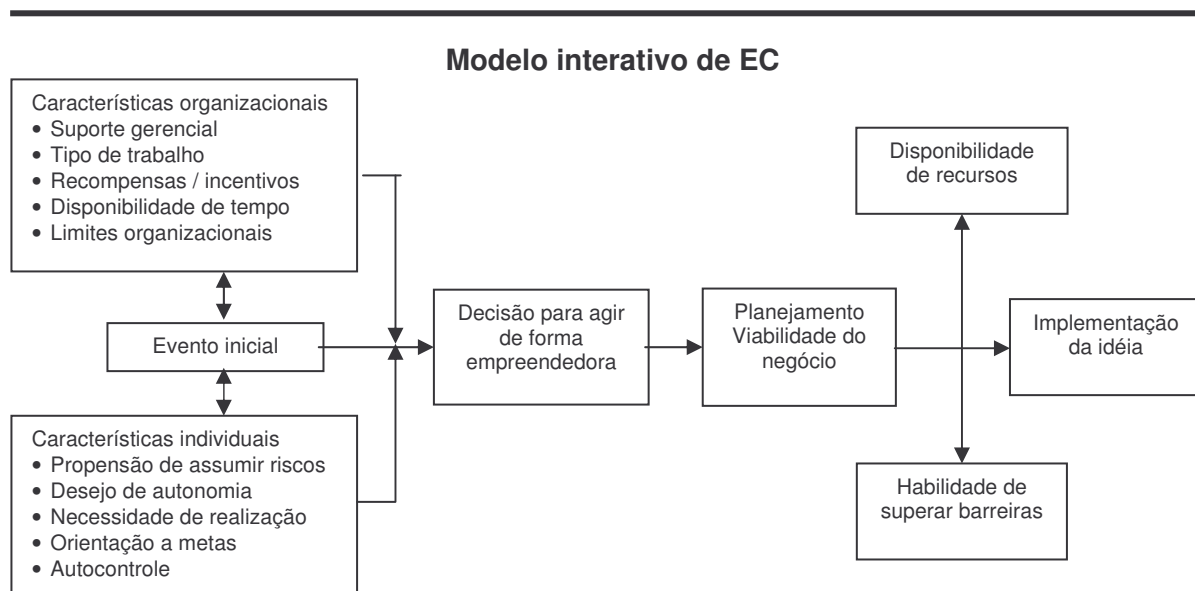 Modelo interativo de EC
Características organizacionais
• Suporte gerencial
• Tipo de trabalho
• Recompensas / incentivos
• Disponibilidade de tempo
• Limites organizacionais
Evento inicial
Características individuais
• Propensão de assumir riscos
• Desejo de autonomia
• Necessidade de realização
• Orientação a metas
• Autocontrole
Decisão para agir
de forma
empreendedora
Planejamento
Viabilidade do
negócio
Disponibilidade
de recursos
Implementação
da idéia
Habilidade de
superar barreiras